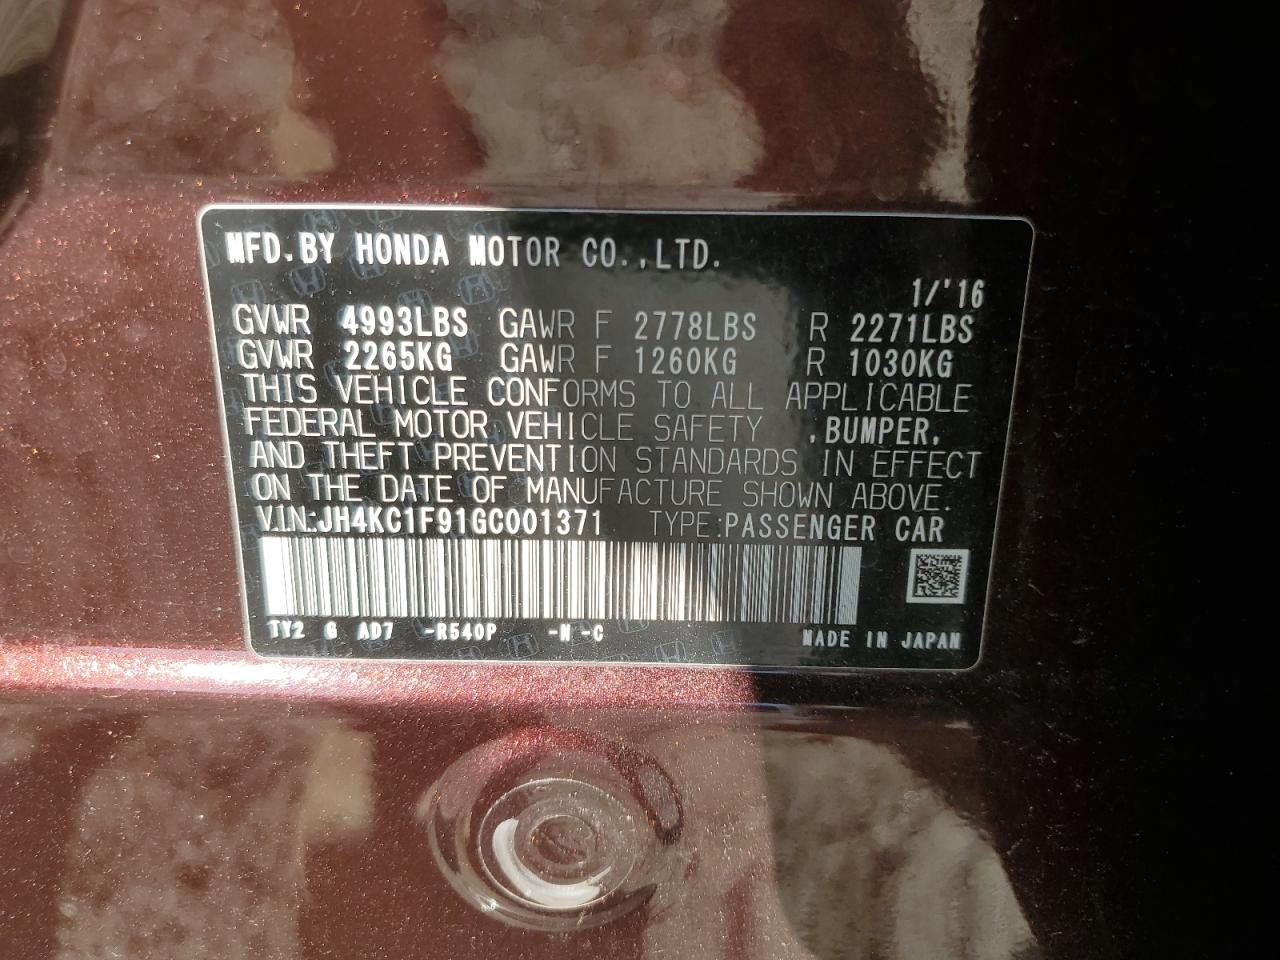 MFD.BY HONDA MOTOR CO.,LTD.
1/'16
GVWR 4993LBS GAWR F 2778LBS R 2271LBS
GVWR 2265KG GAWR F 1260KG R 1030KG
THIS VEHICLE CONFORMS TO ALL APPLICABLE
FEDERAL MOTOR VEHICLE SAFETY ,BUMPER,
AND THEFT PREVENTION STANDARDS IN EFFECT
ON THE DATE OF MANUFACTURE SHOWN ABOVE.
V.I.N:JH4KC1F91GC001371 TYPE:PASSENGER CAR
TY2 G AD7 -R540P -N -C MADE IN JAPAN